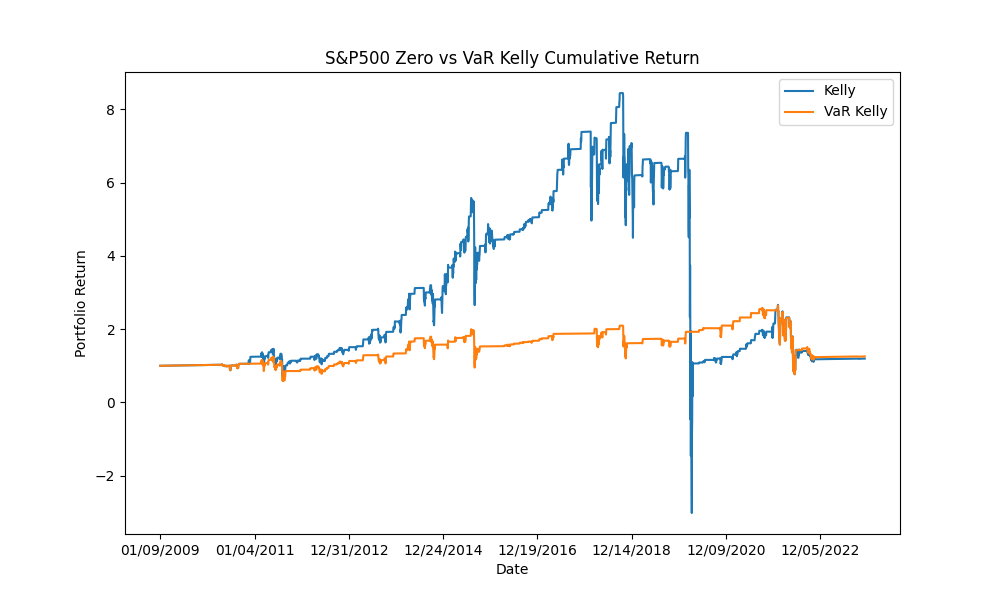 S&P500 Zero vs VaR Kelly Cumulative Return
Kelly
VaR Kelly
Portfolio Return
8
6
4
2
0
−2
01/09/2009 01/04/2011 12/31/2012 12/24/2014 12/19/2016 12/14/2018 12/09/2020 12/05/2022
Date